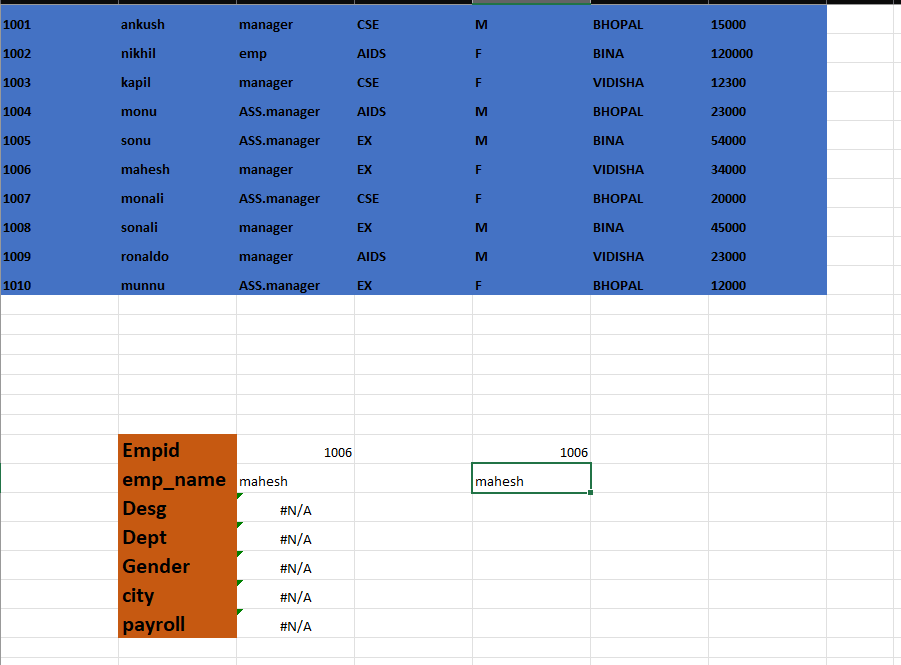 1001 ankush manager CSE M BHOPAL 15000
1002 nikhil emp AIDS F BINA 120000
1003 kapil manager CSE F VIDISHA 12300
1004 monu ASS.manager AIDS M BHOPAL 23000
1005 sonu ASS.manager EX M BINA 54000
1006 mahesh manager EX F VIDISHA 34000
1007 monali ASS.manager CSE F BHOPAL 20000
1008 sonali manager EX M BINA 45000
1009 ronaldo manager AIDS M VIDISHA 23000
1010 munnu ASS.manager EX F BHOPAL 12000
Empid 1006 1006
emp_name mahesh mahesh
Desg #N/A
Dept #N/A
Gender #N/A
city #N/A
payroll #N/A